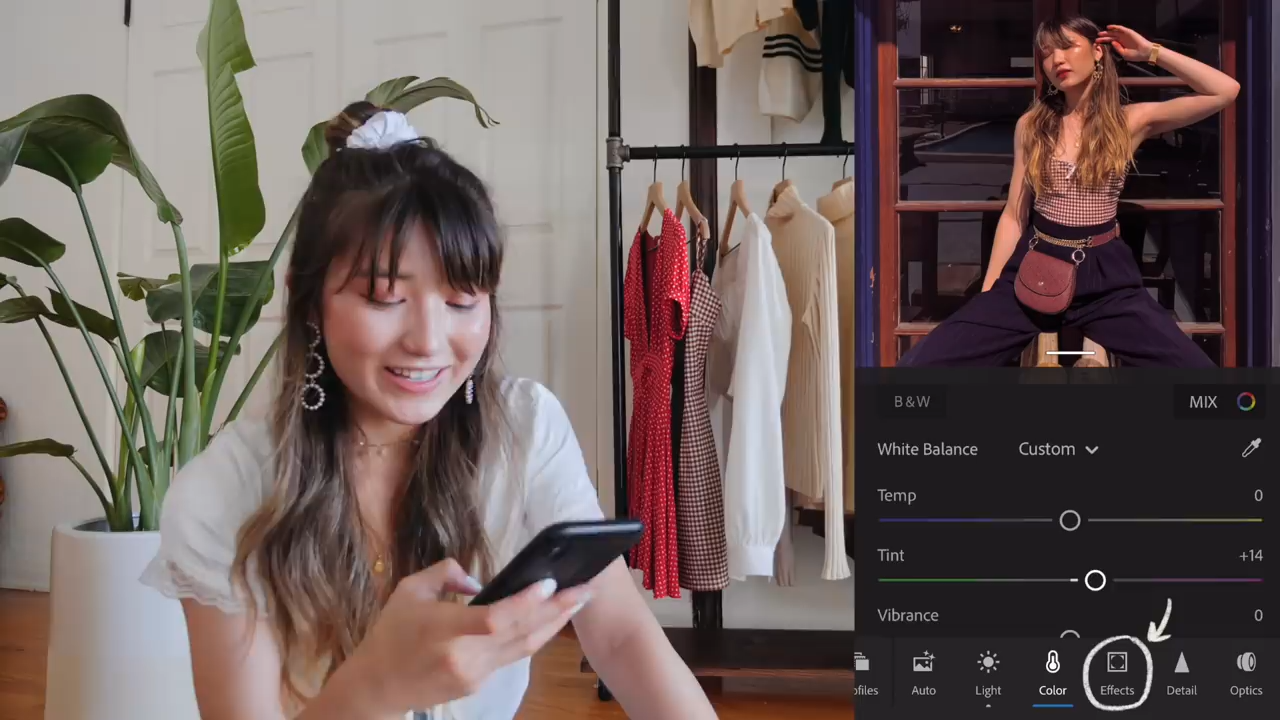 B&W
MIX
White Balance
Custom
Temp
0
Tint
+14
Vibrance
0
ofiles
Auto
Light
Color
Effects
Detail
Optics